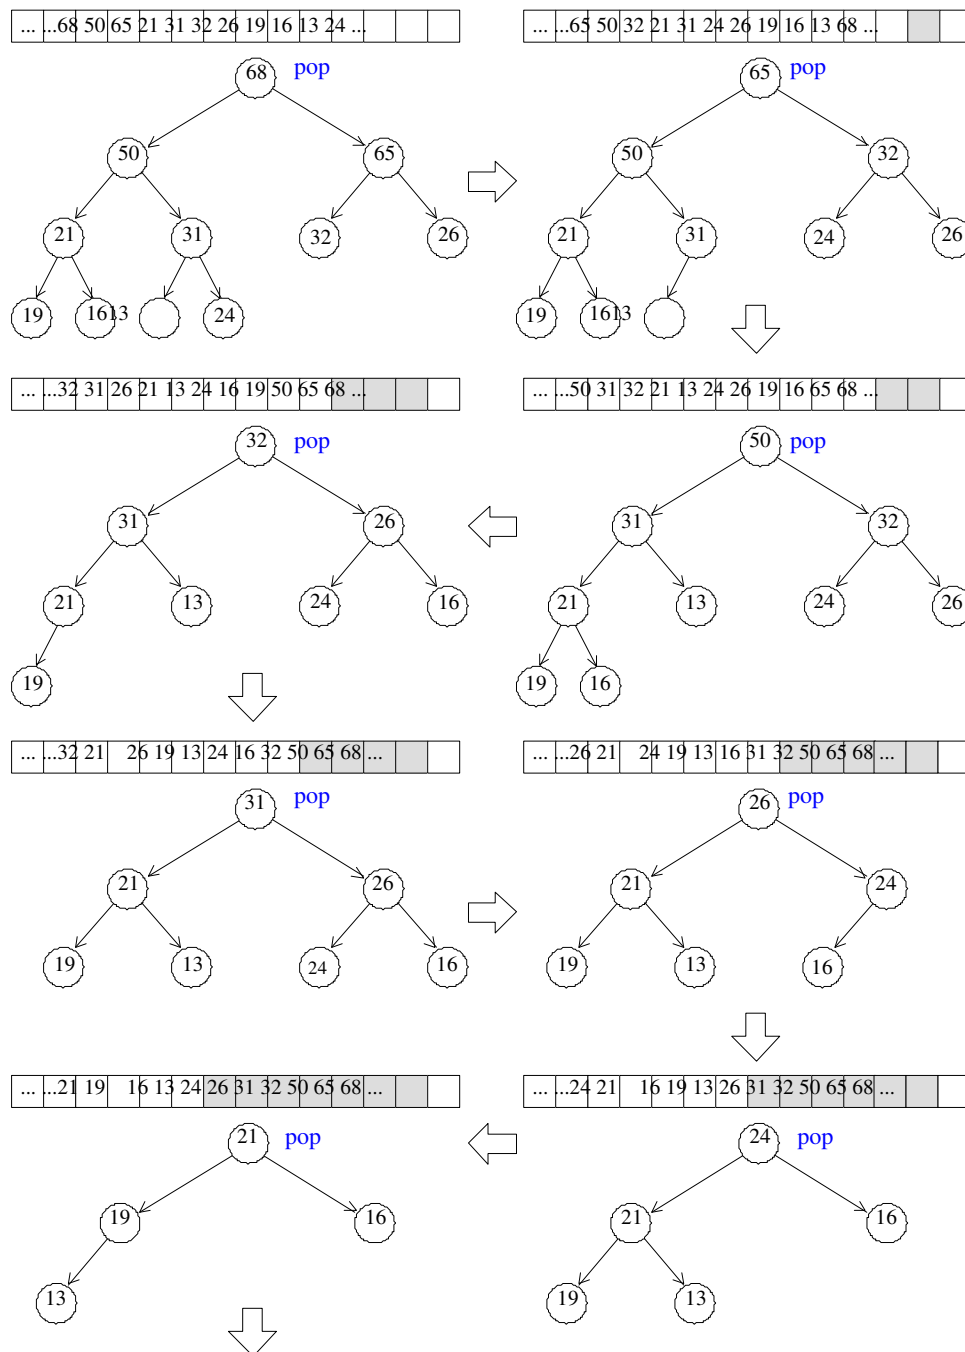 ... ...68 50 65 21 31 32 26 19 16 13 24 ...
68 pop
50 65
21 31 32 26
19 16 13 24
... ...65 50 32 21 31 24 26 19 16 13 68 ...
65 pop
50 32
21 31 24 26
19 16 13
... ...32 31 26 21 13 24 16 19 50 65 68 ...
32 pop
31 26
21 13 24 16
19
... ...50 31 32 21 13 24 26 19 16 65 68 ...
50 pop
31 32
21 13 24 26
19 16
... ...32 21 26 19 13 24 16 32 50 65 68 ...
31 pop
21 26
19 13 24 16
... ...26 21 24 19 13 16 31 32 50 65 68 ...
26 pop
21 24
19 13 16
... ...21 19 16 13 24 26 31 32 50 65 68 ...
21 pop
19 16
13
... ...24 21 16 19 13 26 31 32 50 65 68 ...
24 pop
21 16
19 13